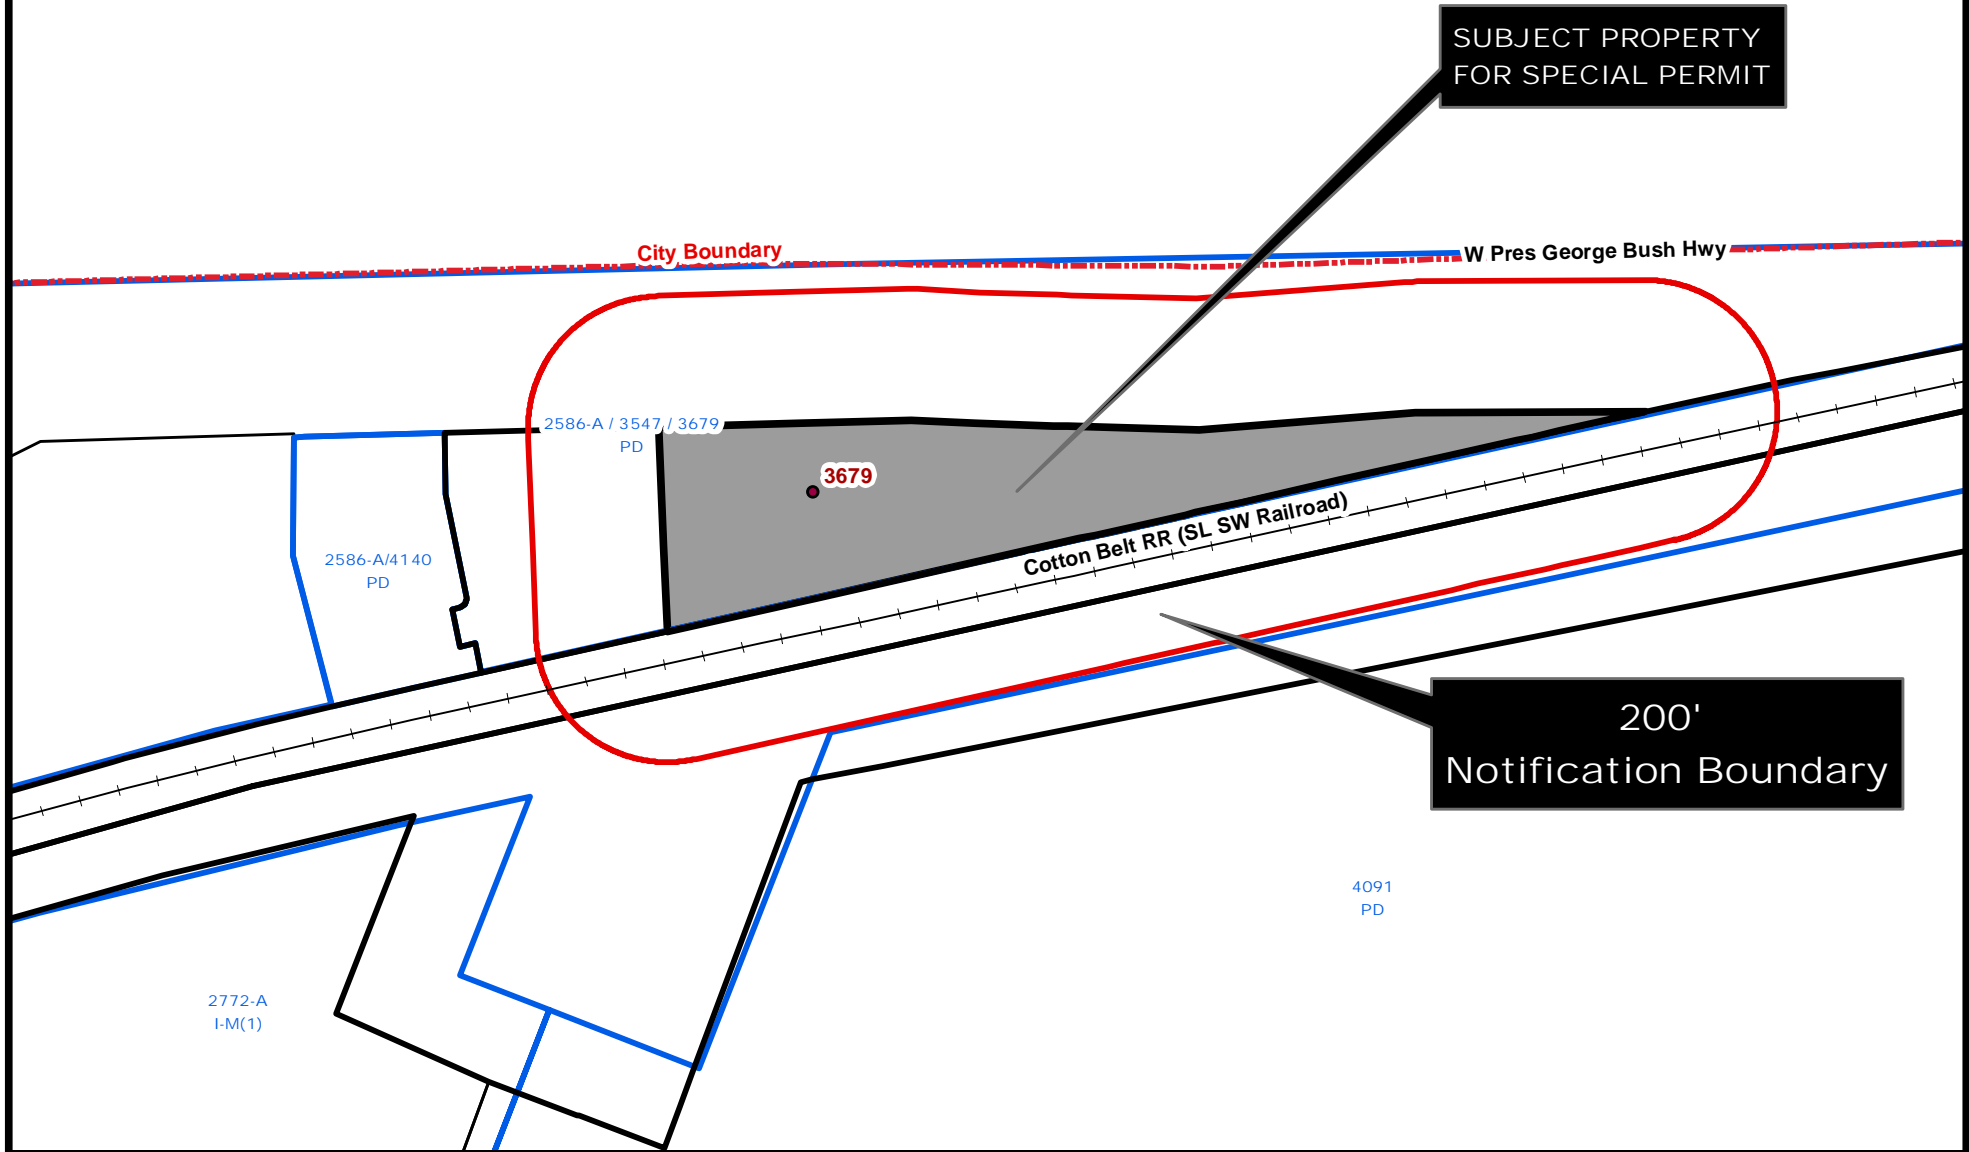 SUBJECT PROPERTY
FOR SPECIAL PERMIT
City Boundary
W Pres George Bush Hwy
2586-A / 3547 / 3679
PD
3679
2586-A/4140
PD
Cotton Belt RR (SL SW Railroad)
200'
Notification Boundary
4091
PD
2772-A
I-M(1)